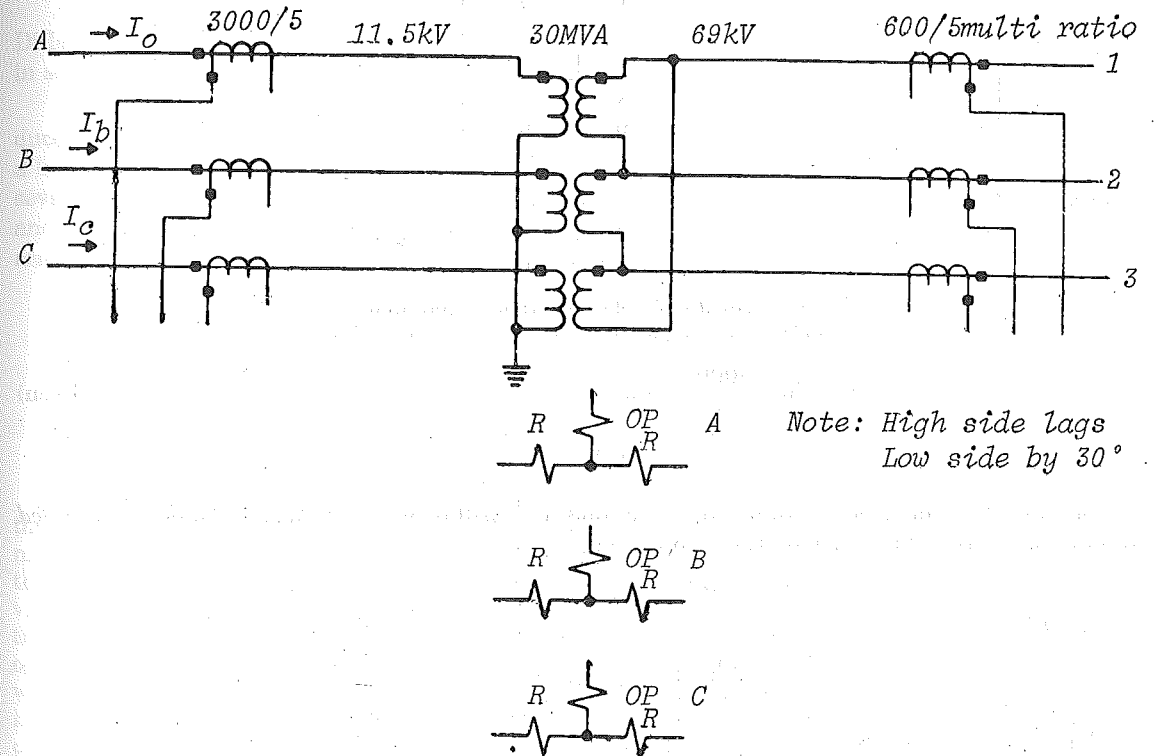 3000/5
11.5kV
30MVA
69kV
600/5multi ratio
A
I_o
1
I_b
B
2
I_c
C
3
R
OP
R
A
Note: High side lags
Low side by 30°
R
OP
R
B
R
OP
R
C